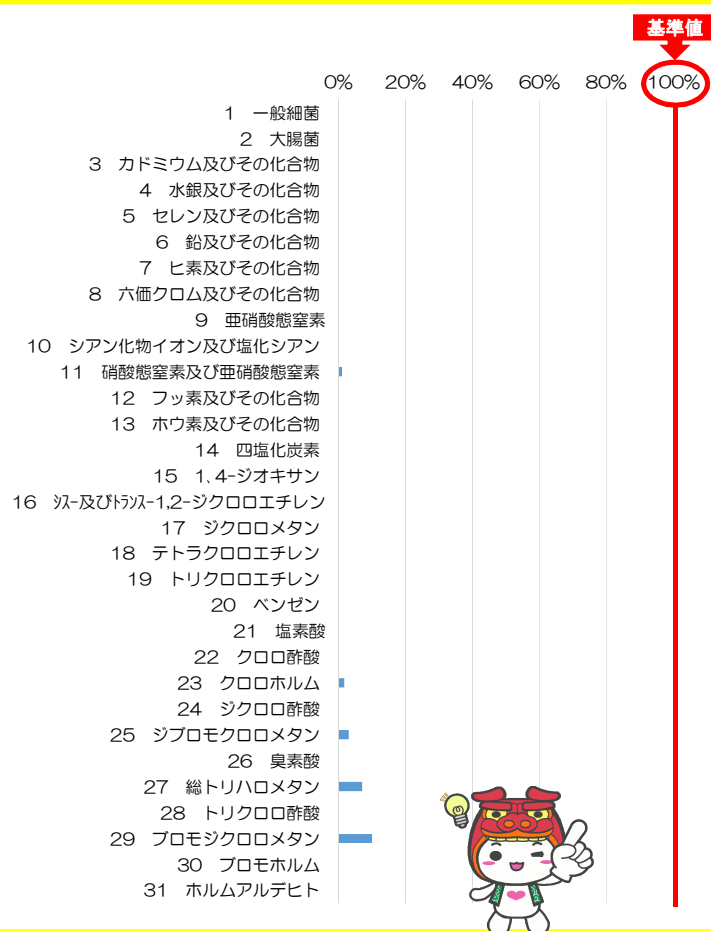 基準値
0% 20% 40% 60% 80% 100%
1 一般細菌
2 大腸菌
3 カドミウム及びその化合物
4 水銀及びその化合物
5 セレン及びその化合物
6 鉛及びその化合物
7 ヒ素及びその化合物
8 六価クロム及びその化合物
9 亜硝酸態窒素
10 シアン化物イオン及び塩化シアン
11 硝酸態窒素及び亜硝酸態窒素
12 フッ素及びその化合物
13 ホウ素及びその化合物
14 四塩化炭素
15 1､4-ジオキサン
16 ｼｽ-及びﾄﾗﾝｽ-1,2-ジクロロエチレン
17 ジクロロメタン
18 テトラクロロエチレン
19 トリクロロエチレン
20 ベンゼン
21 塩素酸
22 クロロ酢酸
23 クロロホルム
24 ジクロロ酢酸
25 ジブロモクロロメタン
26 臭素酸
27 総トリハロメタン
28 トリクロロ酢酸
29 ブロモジクロロメタン
30 ブロモホルム
31 ホルムアルデヒト